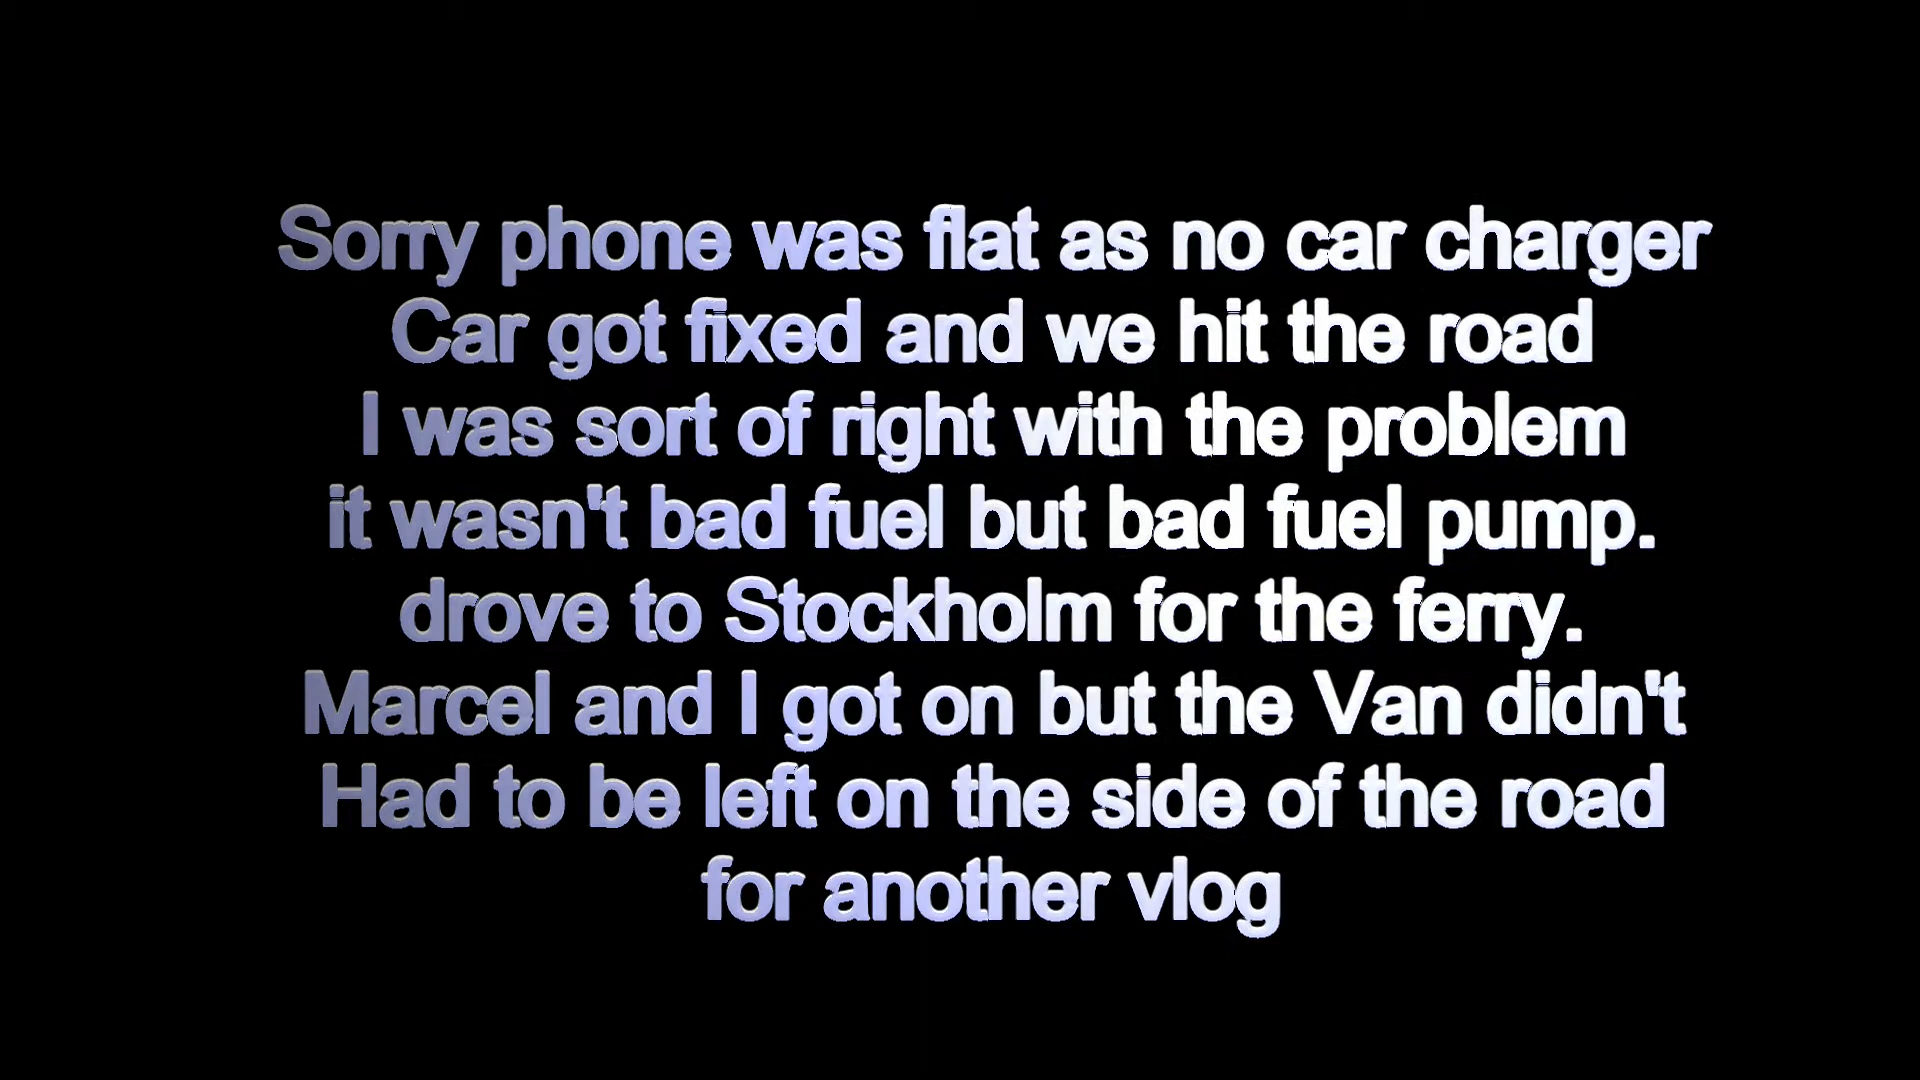 Sorry phone was flat as no car charger
Car got fixed and we hit the road
I was sort of right with the problem
it wasn't bad fuel but bad fuel pump.
drove to Stockholm for the ferry.
Marcel and I got on but the Van didn't
Had to be left on the side of the road
for another vlog